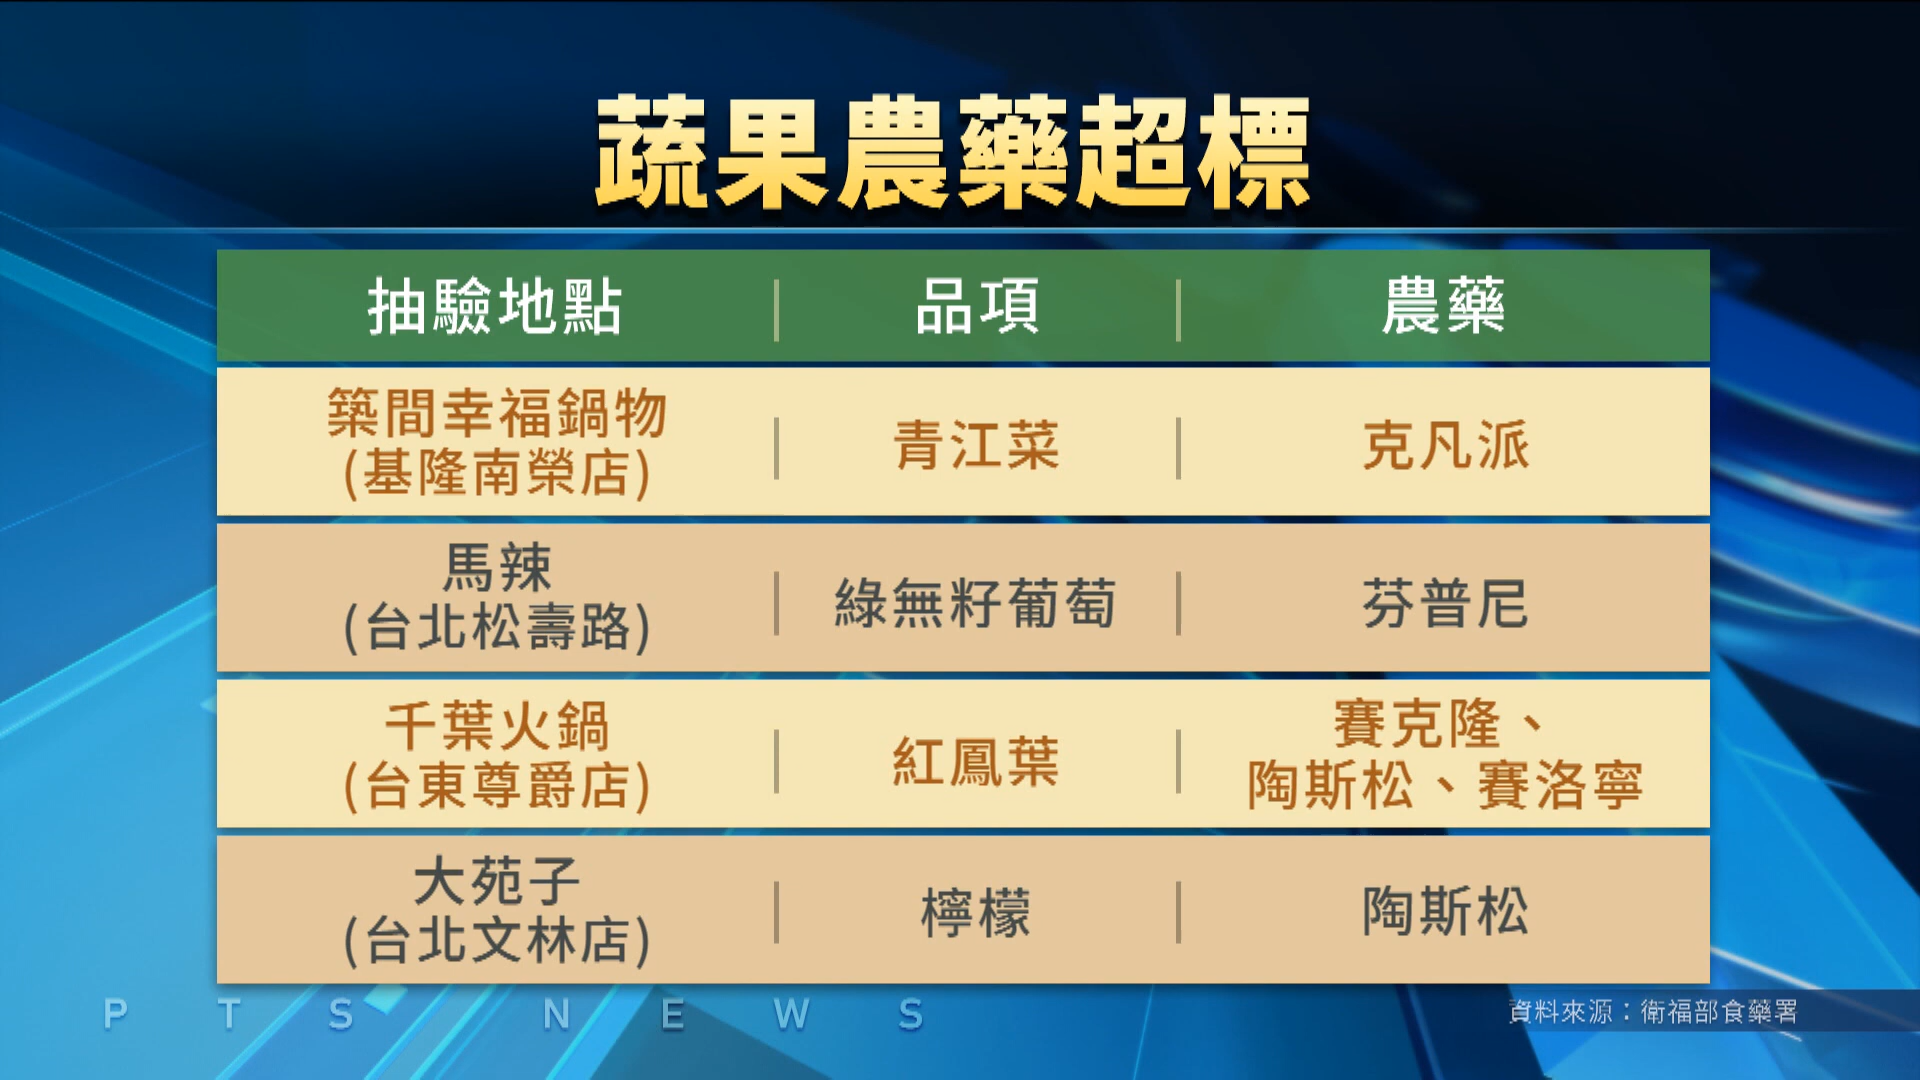 蔬果農藥超標
抽驗地點 品項 農藥
築間幸福鍋物
(基隆南榮店)
青江菜
克凡派
馬辣
(台北松壽路)
綠無籽葡萄
芬普尼
千葉火鍋
(台東尊爵店)
紅鳳葉
賽克隆、
陶斯松、賽洛寧
大苑子
(台北文林店)
檸檬
陶斯松
PTS NEWS
資料來源：衛福部食藥署